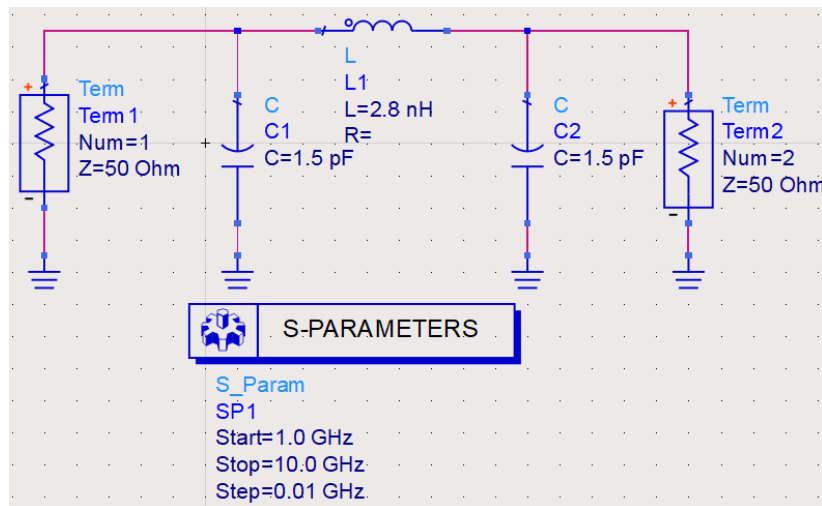 +
Term
Term1
Num=1
Z=50 Ohm
-
C
C1
C=1.5 pF
L
L1
L=2.8 nH
R=
C
C2
C=1.5 pF
+
Term
Term2
Num=2
Z=50 Ohm
-
S-PARAMETERS
S_Param
SP1
Start=1.0 GHz
Stop=10.0 GHz
Step=0.01 GHz